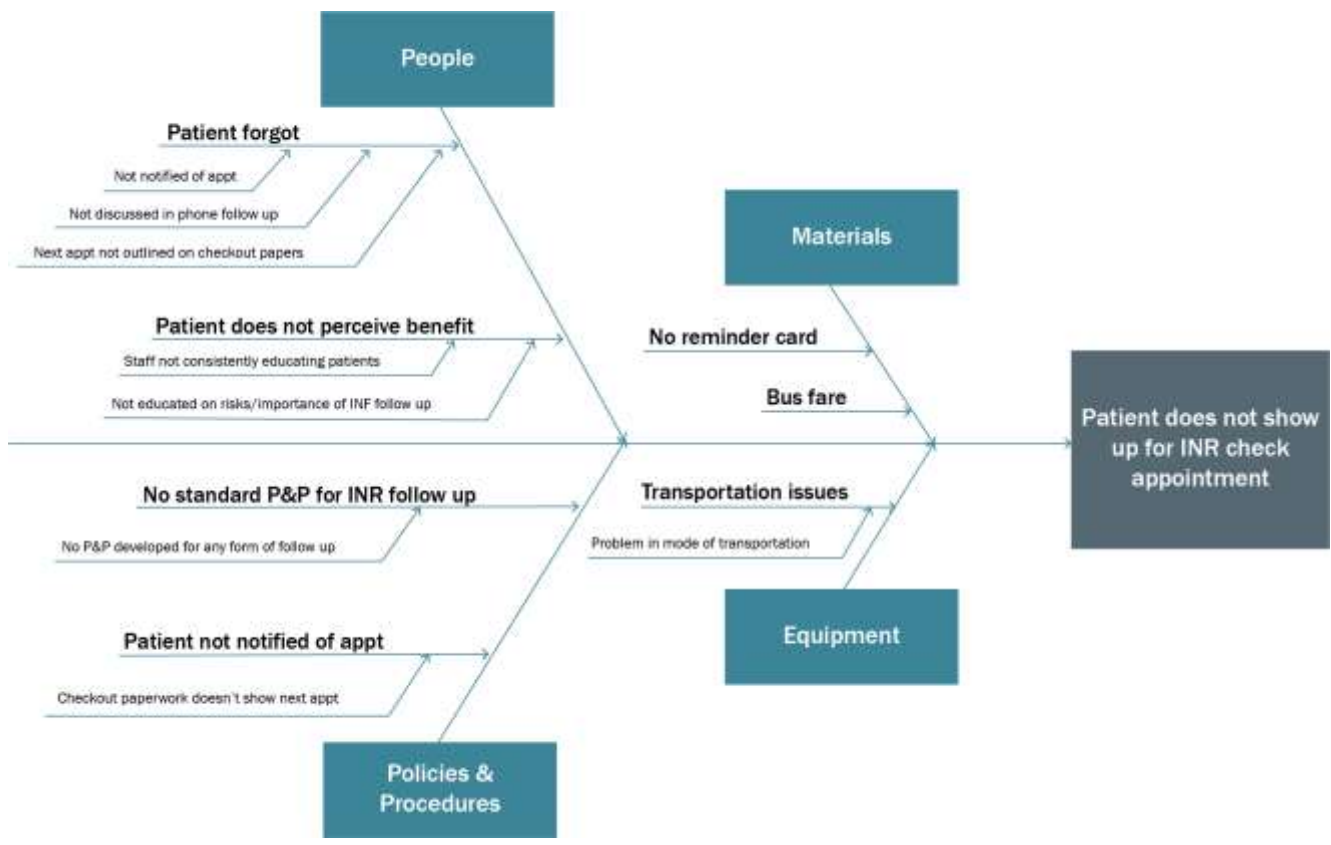 People
Patient forgot
Not notified of appt
Not discussed in phone follow up
Next appt not outlined on checkout papers
Patient does not perceive benefit
Staff not consistently educating patients
Not educated on risks/importance of INF follow up
Materials
No reminder card
Bus fare
Patient does not show
up for INR check
appointment
No standard P&P for INR follow up
No P&P developed for any form of follow up
Patient not notified of appt
Checkout paperwork doesn't show next appt
Policies &
Procedures
Transportation issues
Problem in mode of transportation
Equipment